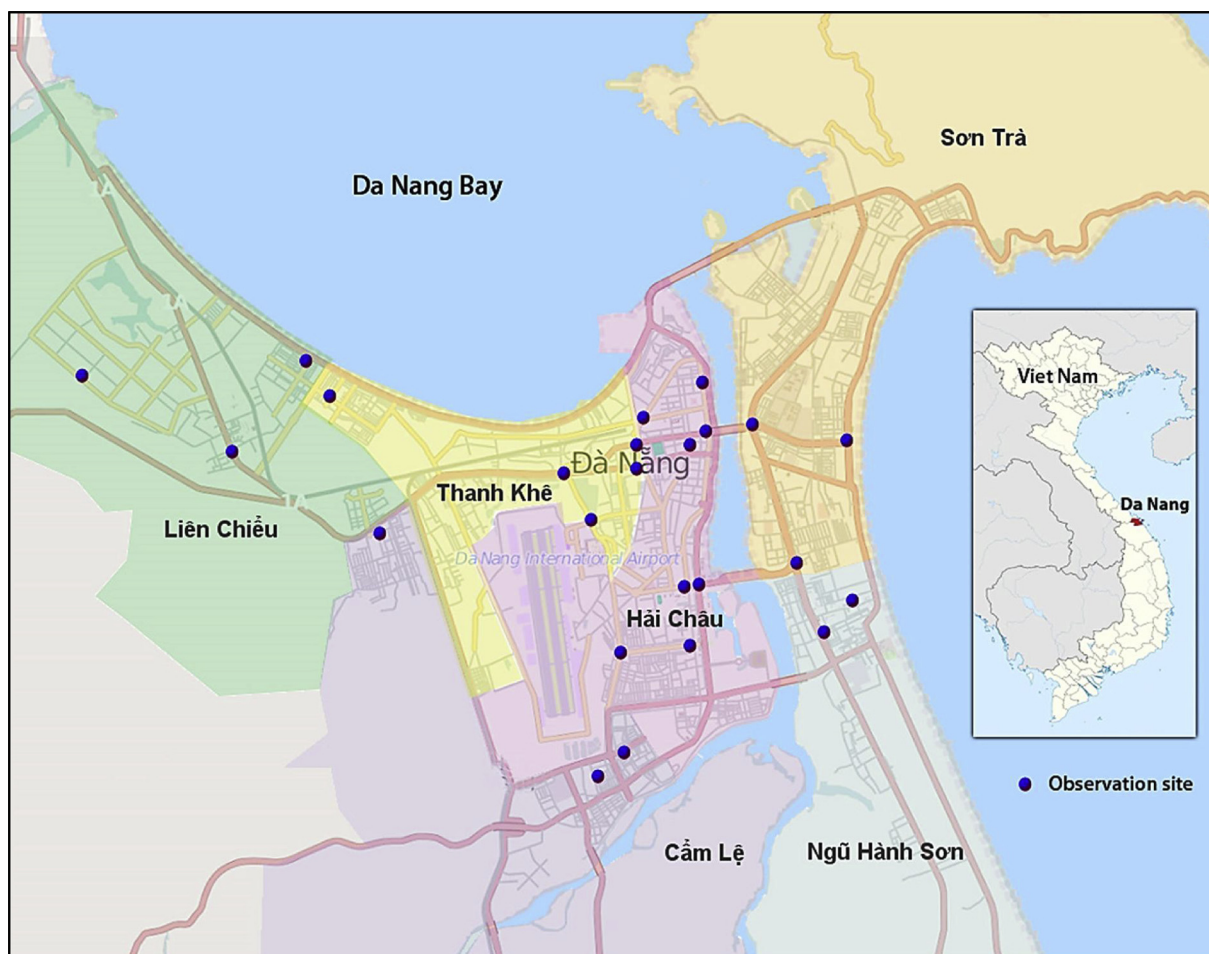 Sơn Trà
Da Nang Bay
1A
1A
Viet Nam
Đà Nẵng
Thanh Khê
1A
Da Nang
Liên Chiểu
Da Nang International Airport
Hải Châu
Observation site
Cẩm Lệ
Ngũ Hành Sơn